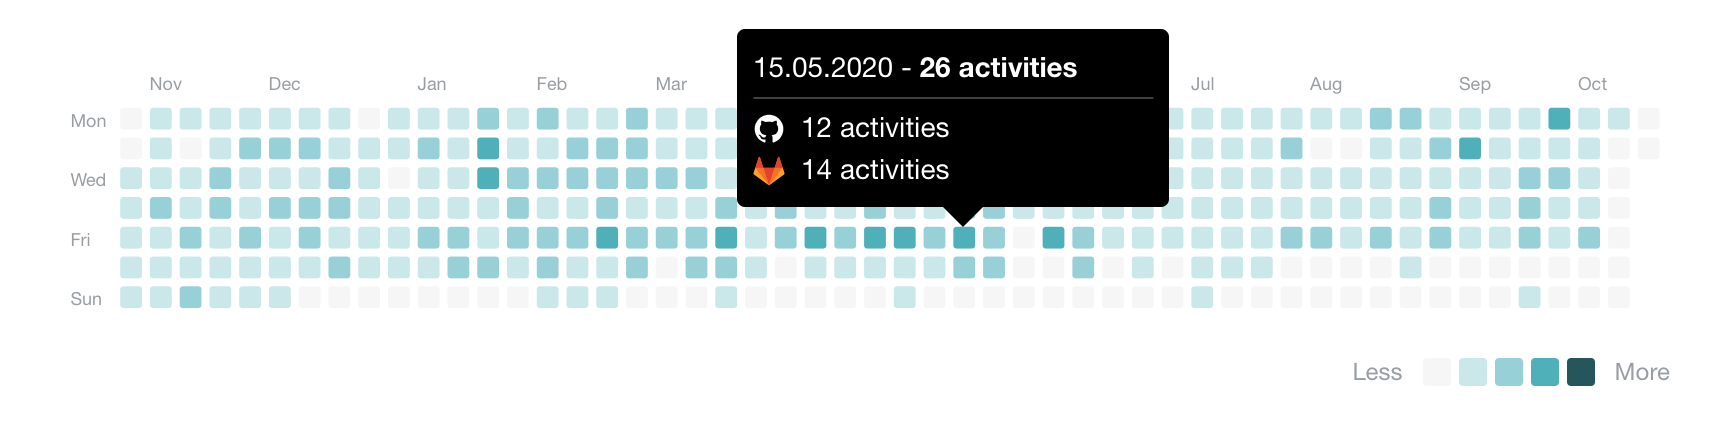 15.05.2020 - 26 activities
12 activities
14 activities
Nov Dec Jan Feb Mar Jul Aug Sep Oct
Mon
Wed
Fri
Sun
Less More